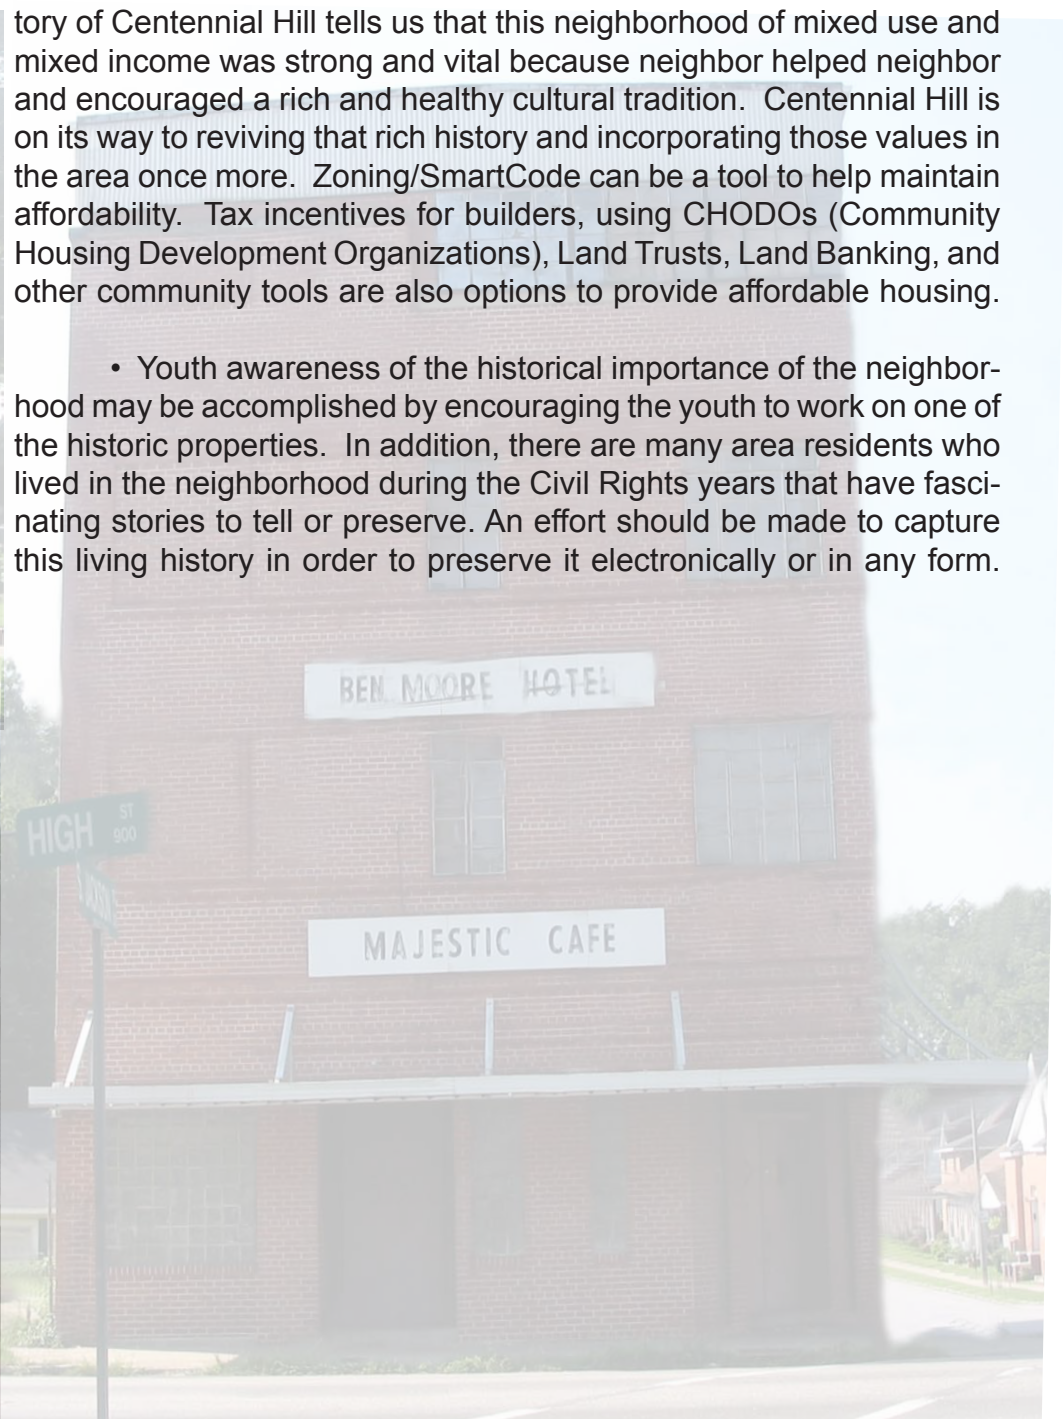 tory of Centennial Hill tells us that this neighborhood of mixed use and
mixed income was strong and vital because neighbor helped neighbor
and encouraged a rich and healthy cultural tradition.  Centennial Hill is
on its way to reviving that rich history and incorporating those values in
the area once more.  Zoning/SmartCode can be a tool to help maintain
affordability.  Tax incentives for builders, using CHODOs (Community
Housing Development Organizations), Land Trusts, Land Banking, and
other community tools are also options to provide affordable housing.
• Youth awareness of the historical importance of the neighbor-
hood may be accomplished by encouraging the youth to work on one of
the historic properties.  In addition, there are many area residents who
lived in the neighborhood during the Civil Rights years that have fasci-
nating stories to tell or preserve. An effort should be made to capture
this living history in order to preserve it electronically or in any form.
BEN MOORE HOTEL
HIGH ST 900
S JACKSON
MAJESTIC CAFE